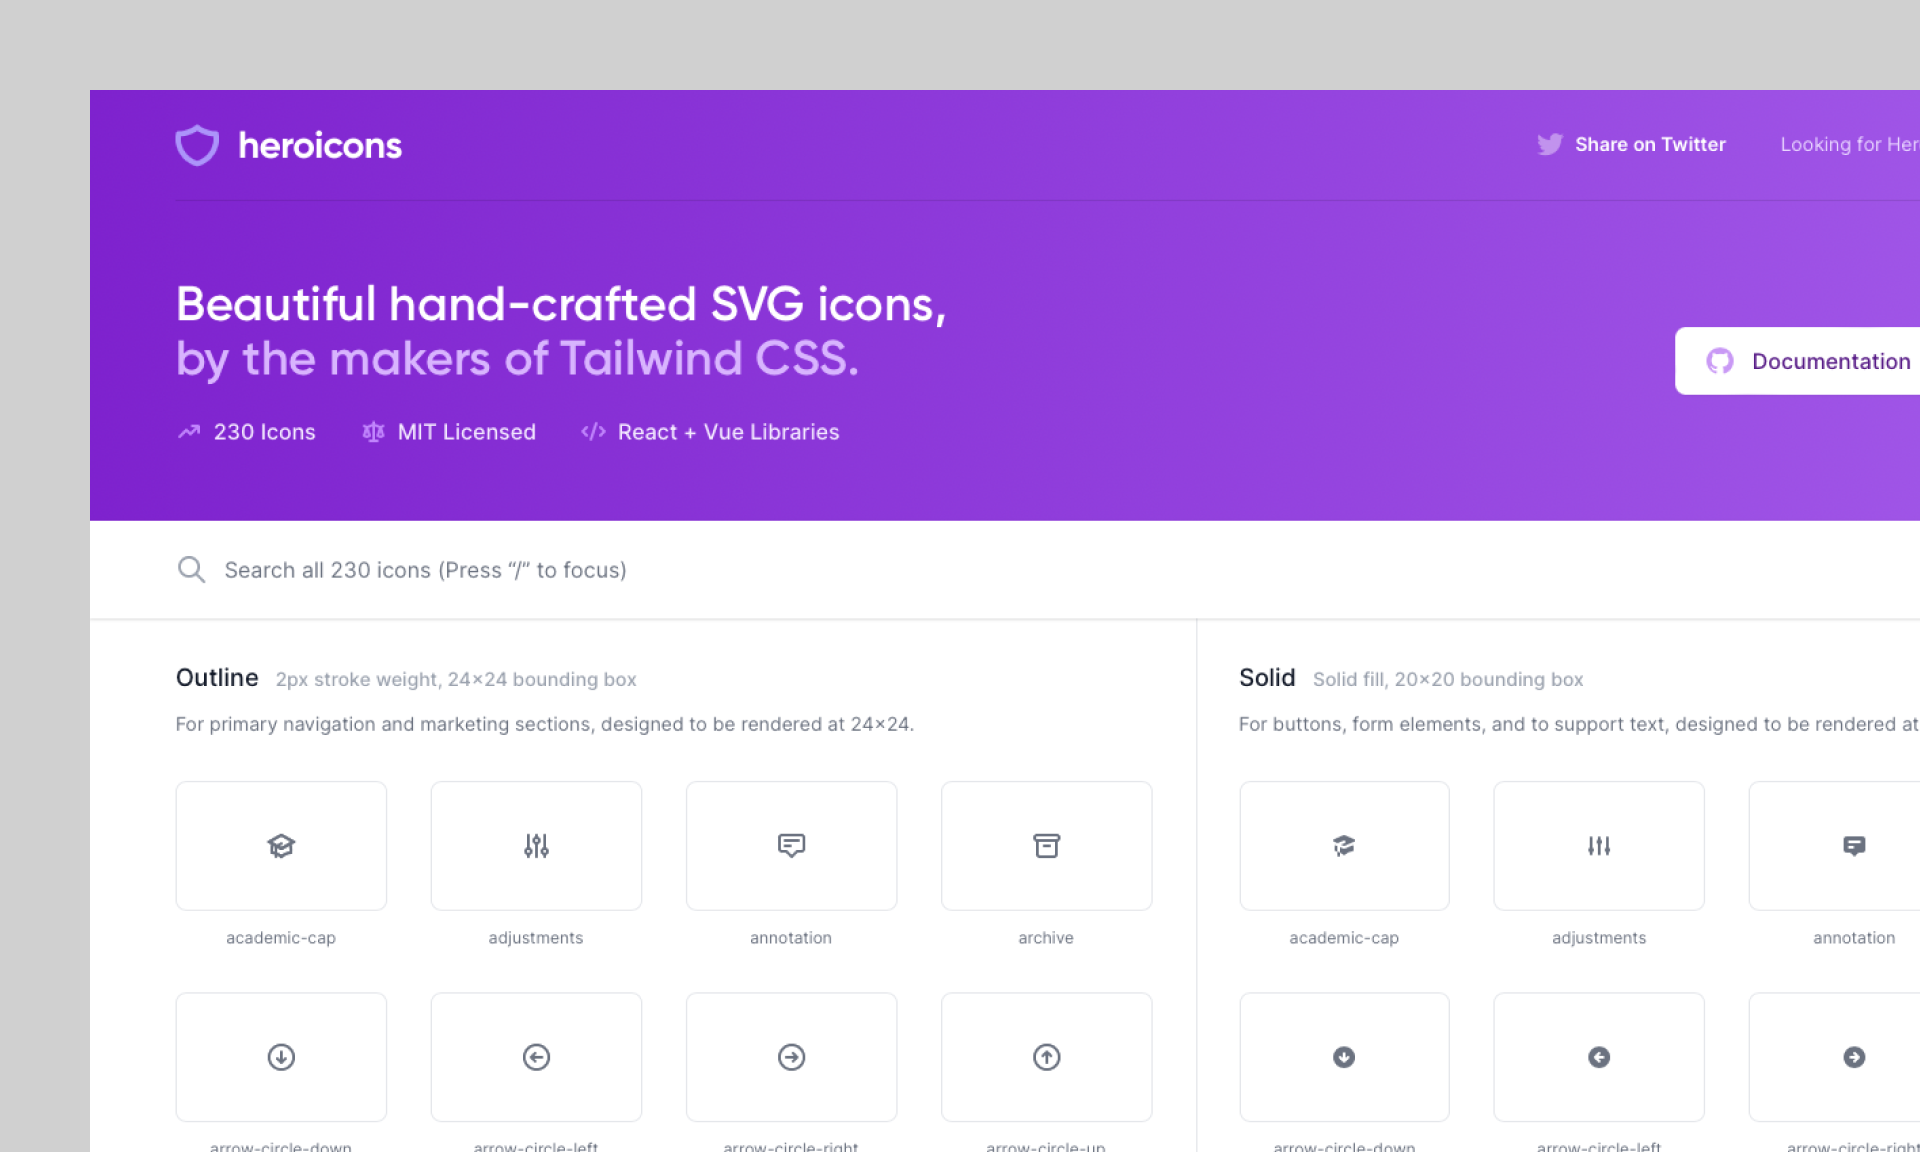 heroicons
Share on Twitter
Looking for
Beautiful hand-crafted SVG icons,
by the makers of Tailwind CSS.
Documentation
230 Icons
MIT Licensed
React + Vue Libraries
Search all 230 icons (Press “/” to focus)
Outline 2px stroke weight, 24×24 bounding box
For primary navigation and marketing sections, designed to be rendered at 24×24.
academic-cap
adjustments
annotation
archive
arrow-circle-down
arrow-circle-left
arrow-circle-right
arrow-circle-up
Solid Solid fill, 20×20 bounding box
For buttons, form elements, and to support text, designed to be rendered at
academic-cap
adjustments
annotation
arrow-circle-down
arrow-circle-left
arrow-circle-right